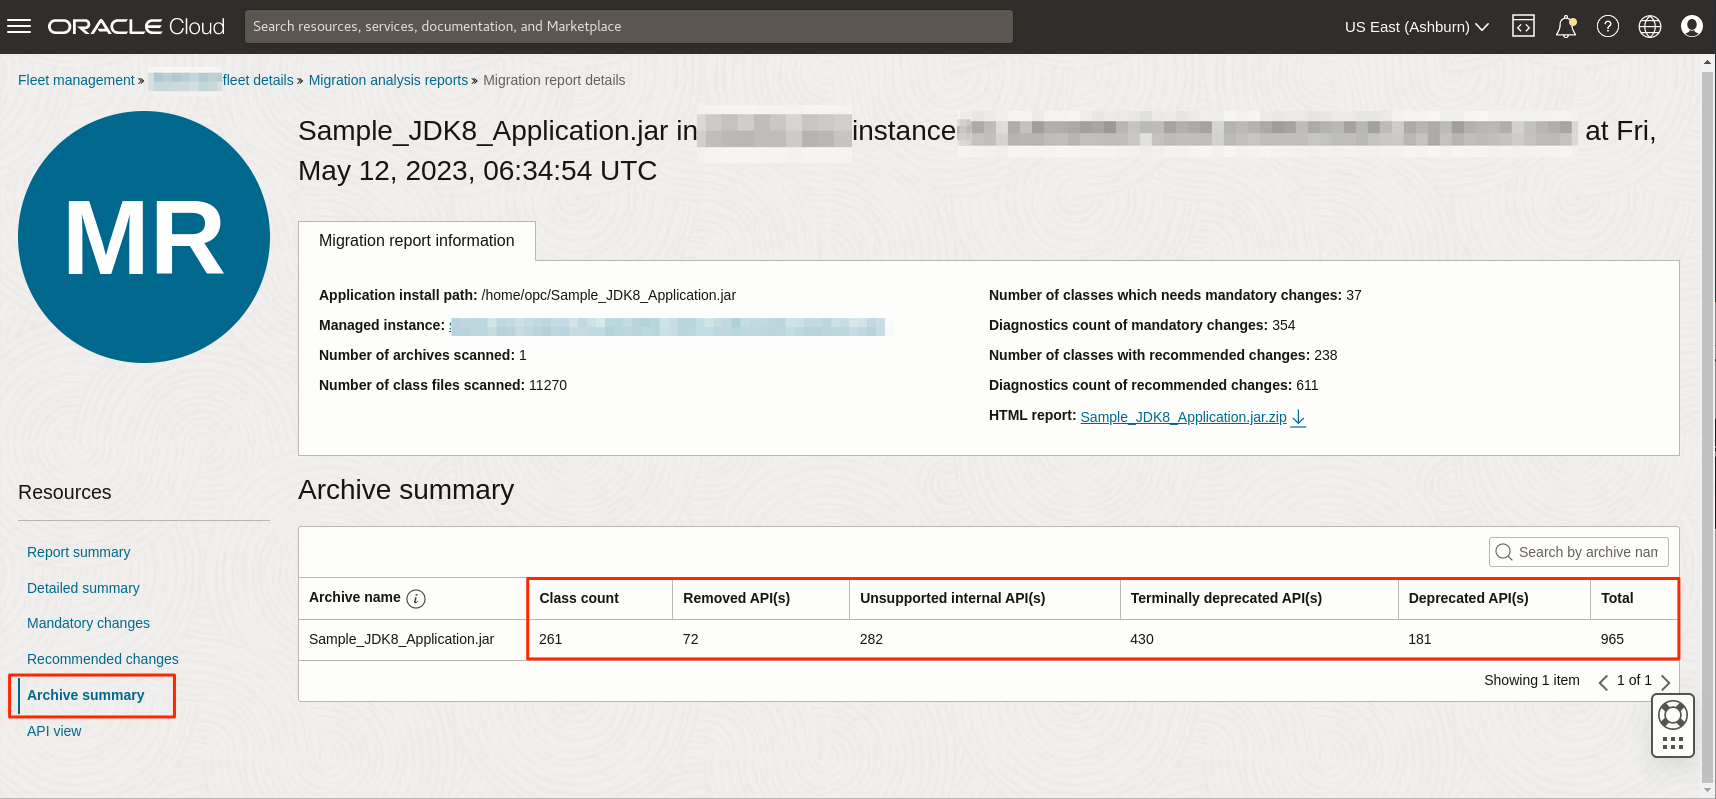 ORACLE Cloud
Search resources, services, documentation, and Marketplace
US East (Ashburn)
Fleet management » fleet details » Migration analysis reports » Migration report details
MR
Sample_JDK8_Application.jar in instance at Fri,
May 12, 2023, 06:34:54 UTC
Migration report information
Application install path: /home/opc/Sample_JDK8_Application.jar
Managed instance:
Number of archives scanned: 1
Number of class files scanned: 11270
Number of classes which needs mandatory changes: 37
Diagnostics count of mandatory changes: 354
Number of classes with recommended changes: 238
Diagnostics count of recommended changes: 611
HTML report: Sample_JDK8_Application.jar.zip
Resources
Report summary
Detailed summary
Mandatory changes
Recommended changes
Archive summary
API view
Archive summary
Search by archive nam
Archive name i Class count Removed API(s) Unsupported internal API(s) Terminally deprecated API(s) Deprecated API(s) Total
Sample_JDK8_Application.jar 261 72 282 430 181 965
Showing 1 item 1 of 1